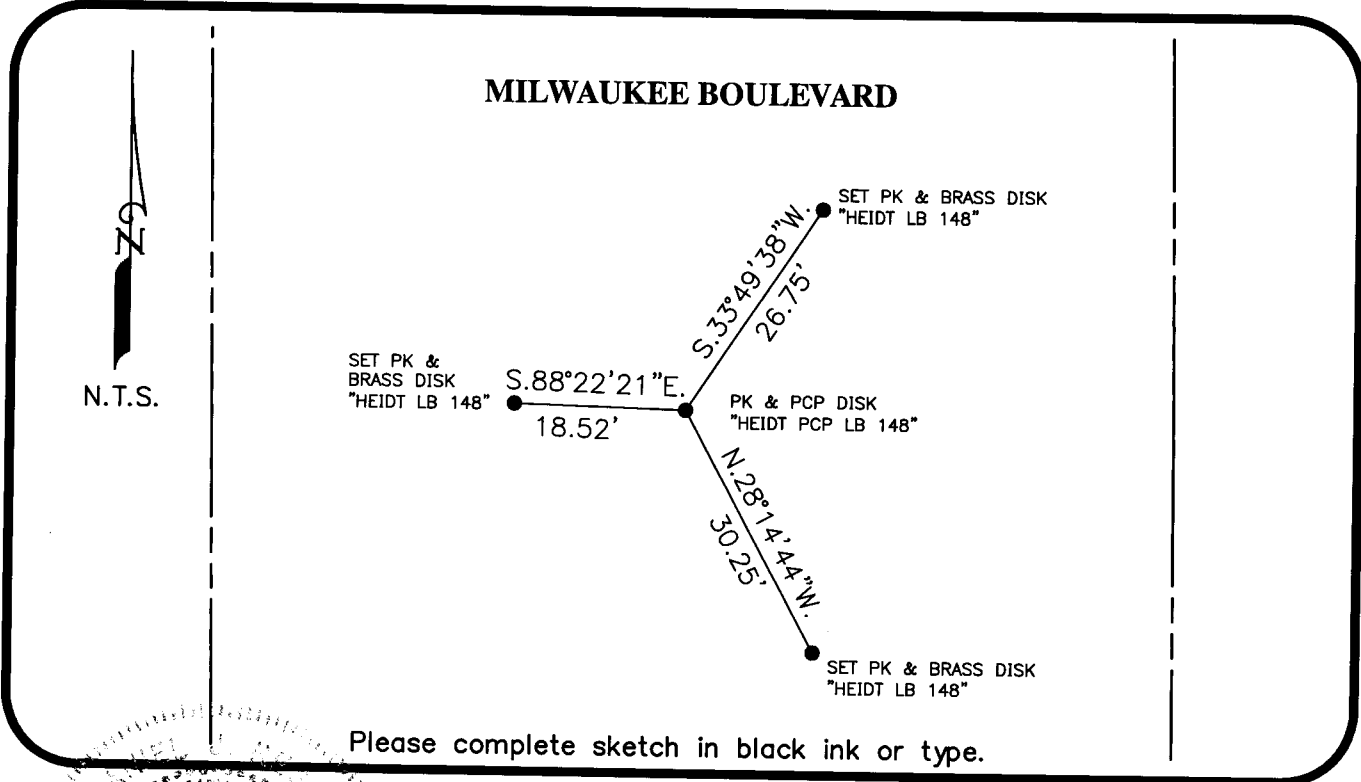 MILWAUKEE BOULEVARD
N
N.T.S.
SET PK & BRASS DISK
"HEIDT LB 148"
S.33°49'38"W.
26.75'
SET PK &
BRASS DISK
"HEIDT LB 148"
S.88°22'21"E.
18.52'
PK & PCP DISK
"HEIDT PCP LB 148"
N.28°14'44"W.
30.25'
SET PK & BRASS DISK
"HEIDT LB 148"
Please complete sketch in black ink or type.